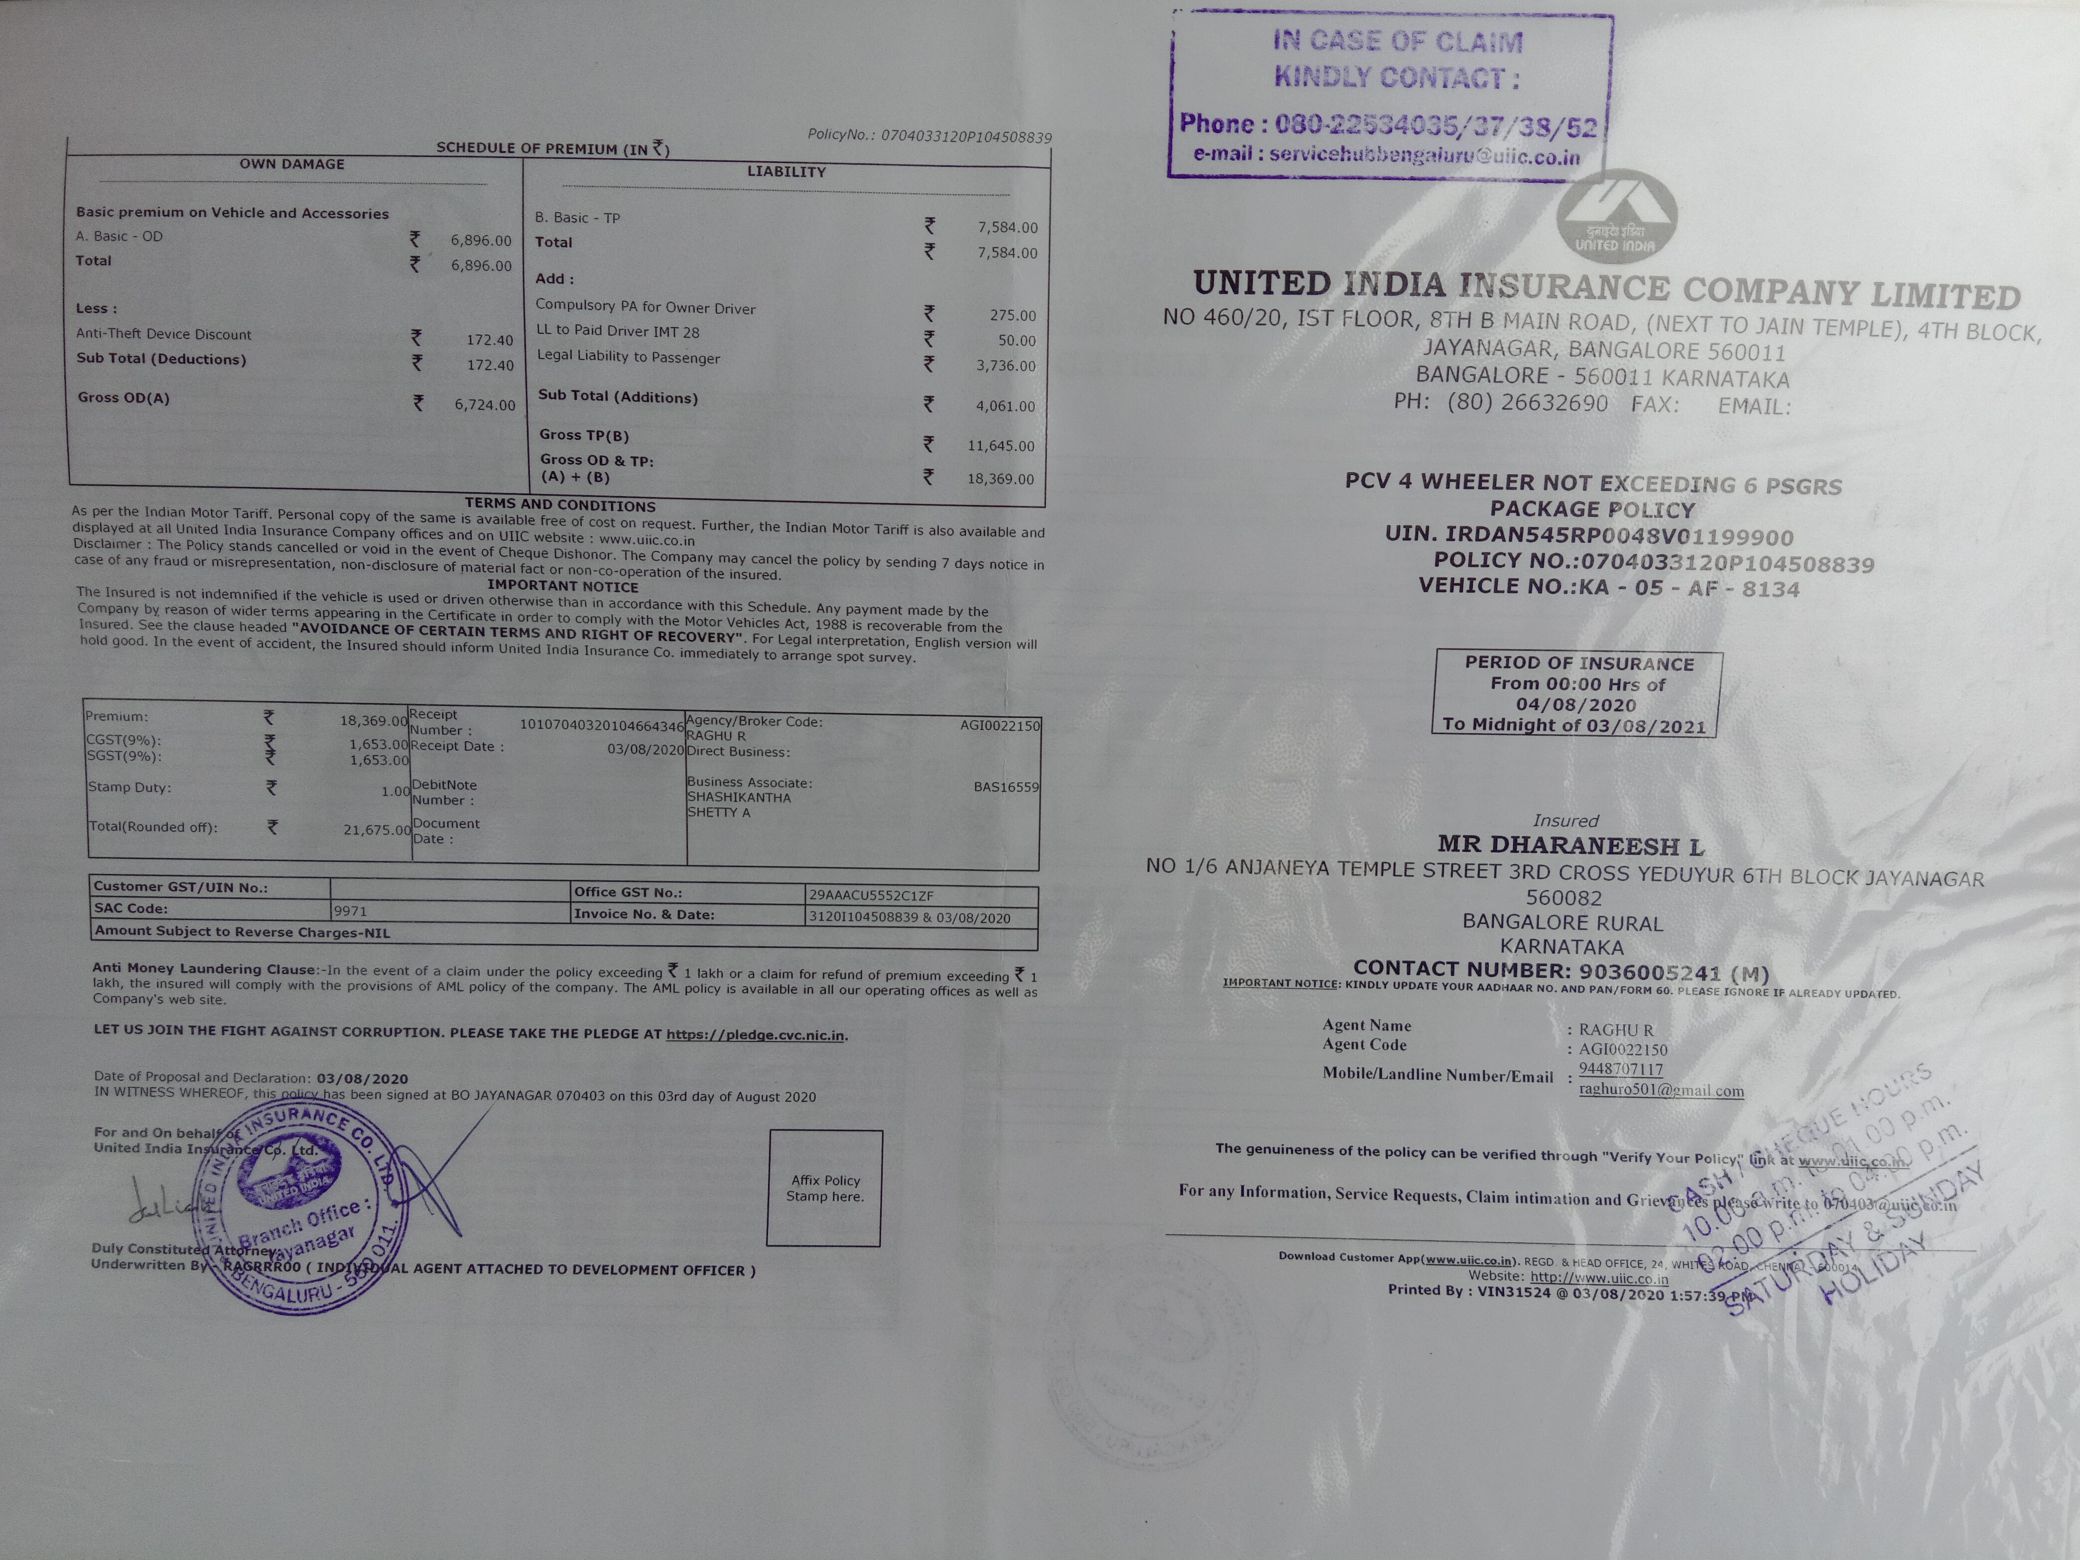 PolicyNo.: 0704033120P104508839
SCHEDULE OF PREMIUM (IN ₹)
OWN DAMAGE
Basic premium on Vehicle and Accessories
A. Basic - OD ₹ 6,896.00
Total ₹ 6,896.00
Less :
Anti-Theft Device Discount ₹ 172.40
Sub Total (Deductions) ₹ 172.40
Gross OD(A) ₹ 6,724.00
LIABILITY
B. Basic - TP ₹ 7,584.00
Total ₹ 7,584.00
Add :
Compulsory PA for Owner Driver ₹ 275.00
LL to Paid Driver IMT 28 ₹ 50.00
Legal Liability to Passenger ₹ 3,736.00
Sub Total (Additions) ₹ 4,061.00
Gross TP(B) ₹ 11,645.00
Gross OD & TP:
(A) + (B) ₹ 18,369.00
TERMS AND CONDITIONS
As per the Indian Motor Tariff. Personal copy of the same is available free of cost on request. Further, the Indian Motor Tariff is also available and
displayed at all United India Insurance Company offices and on UIIC website : www.uiic.co.in
Disclaimer : The Policy stands cancelled or void in the event of Cheque Dishonor. The Company may cancel the policy by sending 7 days notice in
case of any fraud or misrepresentation, non-disclosure of material fact or non-co-operation of the insured.
IMPORTANT NOTICE
The Insured is not indemnified if the vehicle is used or driven otherwise than in accordance with this Schedule. Any payment made by the
Company by reason of wider terms appearing in the Certificate in order to comply with the Motor Vehicles Act, 1988 is recoverable from the
Insured. See the clause headed "AVOIDANCE OF CERTAIN TERMS AND RIGHT OF RECOVERY". For Legal interpretation, English version will
hold good. In the event of accident, the Insured should inform United India Insurance Co. immediately to arrange spot survey.
Premium: ₹ 18,369.00
CGST(9%): ₹ 1,653.00
SGST(9%): ₹ 1,653.00
Stamp Duty: ₹ 1.00
Total(Rounded off): ₹ 21,675.00
Receipt
Number : 10107040320104664346
Receipt Date : 03/08/2020
DebitNote
Number :
Document
Date :
Agency/Broker Code: AGI0022150
RAGHU R
Direct Business:
Business Associate: BAS16559
SHASHIKANTHA
SHETTY A
Customer GST/UIN No.: Office GST No.: 29AAACU5552C1ZF
SAC Code: 9971 Invoice No. & Date: 3120I104508839 & 03/08/2020
Amount Subject to Reverse Charges-NIL
Anti Money Laundering Clause:-In the event of a claim under the policy exceeding ₹ 1 lakh or a claim for refund of premium exceeding ₹ 1
lakh, the insured will comply with the provisions of AML policy of the company. The AML policy is available in all our operating offices as well as
Company's web site.
LET US JOIN THE FIGHT AGAINST CORRUPTION. PLEASE TAKE THE PLEDGE AT https://pledge.cvc.nic.in.
Date of Proposal and Declaration: 03/08/2020
IN WITNESS WHEREOF, this policy has been signed at BO JAYANAGAR 070403 on this 03rd day of August 2020
For and On behalf of
United India Insurance Co. Ltd.
Duly Constituted Attorney
Underwritten By - RAGRRR00 ( INDIVIDUAL AGENT ATTACHED TO DEVELOPMENT OFFICER )
UNITED INDIA INSURANCE CO. LTD.
UNITED INDIA
Branch Office :
Jayanagar
BENGALURU - 560 011.
Affix Policy
Stamp here.
IN CASE OF CLAIM
KINDLY CONTACT :
Phone : 080-22534035/37/38/52
e-mail : servicehubbengaluru@uiic.co.in
युनाइटेड इंडिया
UNITED INDIA
UNITED INDIA INSURANCE COMPANY LIMITED
NO 460/20, IST FLOOR, 8TH B MAIN ROAD, (NEXT TO JAIN TEMPLE), 4TH BLOCK,
JAYANAGAR, BANGALORE 560011
BANGALORE - 560011 KARNATAKA
PH: (80) 26632690 FAX: EMAIL:
PCV 4 WHEELER NOT EXCEEDING 6 PSGRS
PACKAGE POLICY
UIN. IRDAN545RP0048V01199900
POLICY NO.:0704033120P104508839
VEHICLE NO.:KA - 05 - AF - 8134
PERIOD OF INSURANCE
From 00:00 Hrs of
04/08/2020
To Midnight of 03/08/2021
Insured
MR DHARANEESH L
NO 1/6 ANJANEYA TEMPLE STREET 3RD CROSS YEDUYUR 6TH BLOCK JAYANAGAR
560082
BANGALORE RURAL
KARNATAKA
CONTACT NUMBER: 9036005241 (M)
IMPORTANT NOTICE: KINDLY UPDATE YOUR AADHAAR NO. AND PAN/FORM 60. PLEASE IGNORE IF ALREADY UPDATED.
Agent Name : RAGHU R
Agent Code : AGI0022150
Mobile/Landline Number/Email : 9448707117
raghuro501@gmail.com
The genuineness of the policy can be verified through "Verify Your Policy" link at www.uiic.co.in
For any Information, Service Requests, Claim intimation and Grievances please write to 070403@uiic.co.in
Download Customer App(www.uiic.co.in). REGD. & HEAD OFFICE, 24, WHITES ROAD, CHENNAI - 600014
Website: http://www.uiic.co.in
Printed By : VIN31524 @ 03/08/2020 1:57:39 PM
CASH / CHEQUE HOURS
10.00 a.m. to 01.00 p.m.
02.00 p.m. to 04.00 p.m.
SATURDAY & SUNDAY
HOLIDAY